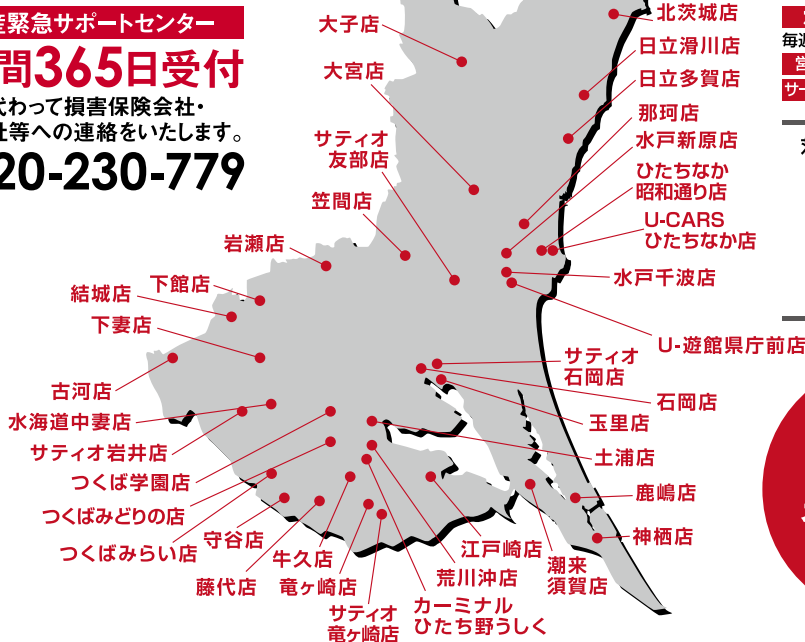 産緊急サポートセンター
間365日受付
代わって損害保険会社・
社等への連絡をいたします。
20-230-779
大子店
大宮店
サティオ
友部店
笠間店
岩瀬店
下館店
結城店
下妻店
古河店
水海道中妻店
サティオ岩井店
つくば学園店
つくばみどりの店
つくばみらい店
守谷店
藤代店
牛久店
竜ヶ崎店
サティオ
竜ヶ崎店
カーミナル
ひたち野うしく
荒川沖店
江戸崎店
潮来
須賀店
神栖店
鹿嶋店
土浦店
玉里店
石岡店
サティオ
石岡店
U-遊館県庁前店
水戸千波店
U-CARS
ひたちなか店
ひたちなか
昭和通り店
水戸新原店
那珂店
日立多賀店
日立滑川店
北茨城店
毎週
営
サー